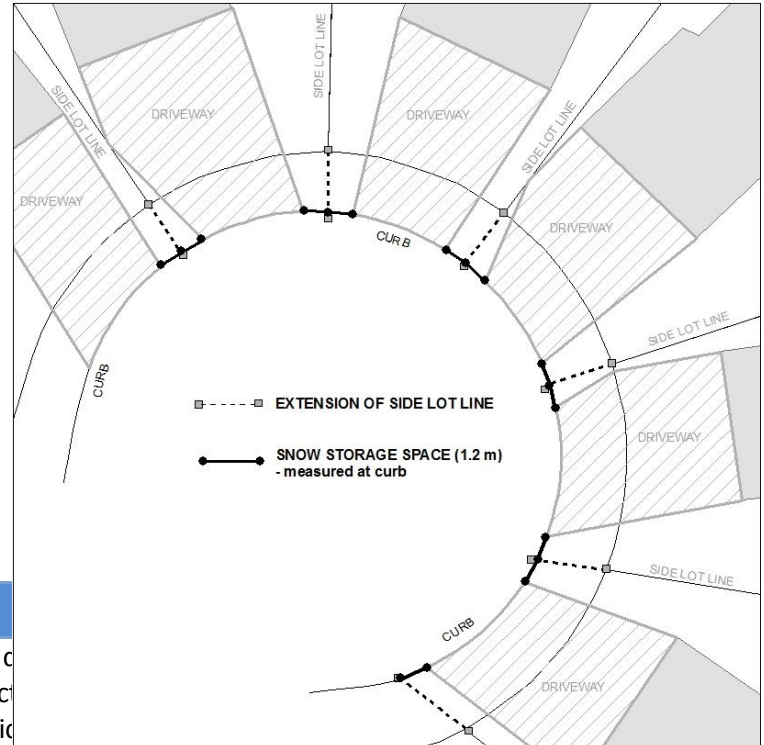 SIDE LOT LINE
SIDE LOT LINE
DRIVEWAY
DRIVEWAY
SIDE LOT LINE
DRIVEWAY
DRIVEWAY
CURB
SIDE LOT LINE
CURB
EXTENSION OF SIDE LOT LINE
DRIVEWAY
SNOW STORAGE SPACE (1.2 m)
- measured at curb
SIDE LOT LINE
CURB
DRIVEWAY